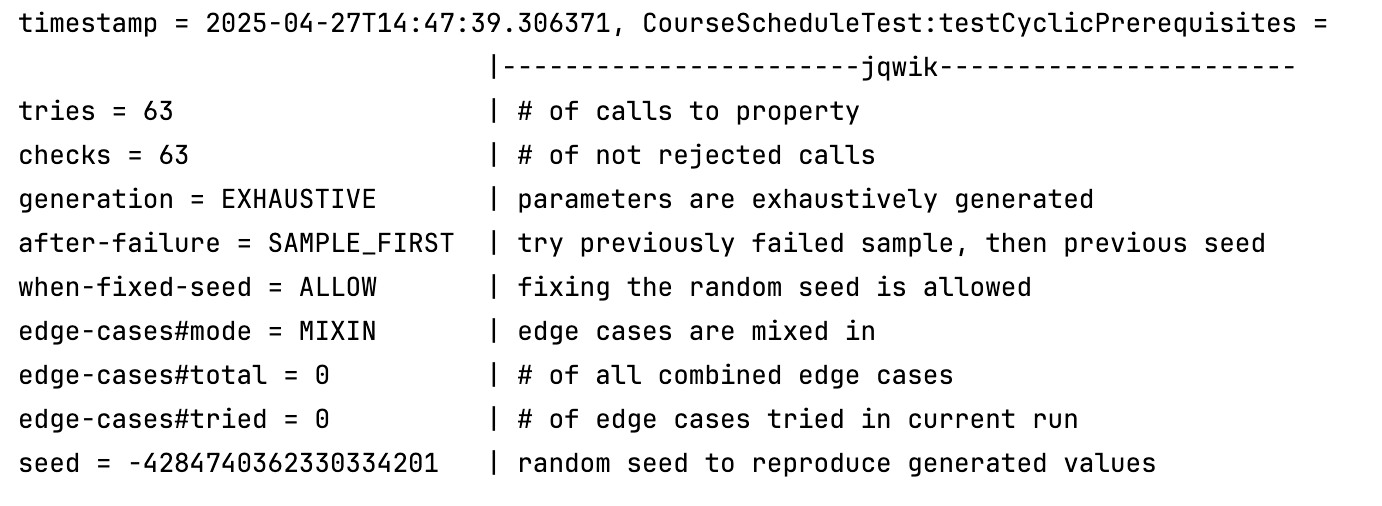 timestamp = 2025-04-27T14:47:39.306371, CourseScheduleTest:testCyclicPrerequisites =
                              |-----------------------jqwik-----------------------
tries = 63                    | # of calls to property
checks = 63                   | # of not rejected calls
generation = EXHAUSTIVE       | parameters are exhaustively generated
after-failure = SAMPLE_FIRST  | try previously failed sample, then previous seed
when-fixed-seed = ALLOW       | fixing the random seed is allowed
edge-cases#mode = MIXIN       | edge cases are mixed in
edge-cases#total = 0          | # of all combined edge cases
edge-cases#tried = 0          | # of edge cases tried in current run
seed = -4284740362330334201   | random seed to reproduce generated values